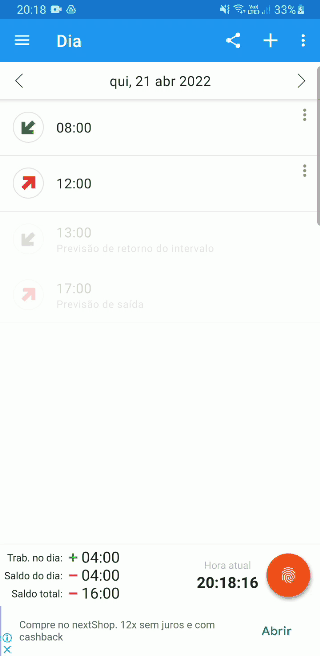 20:18 33%
Dia
qui, 21 abr 2022
08:00
12:00
13:00
Previsão de retorno do intervalo
17:00
Previsão de saída
Trab. no dia: + 04:00
Saldo do dia: − 04:00
Saldo total: − 16:00
Hora atual
20:18:16
Compre no nextShop. 12x sem juros e com
cashback
Abrir